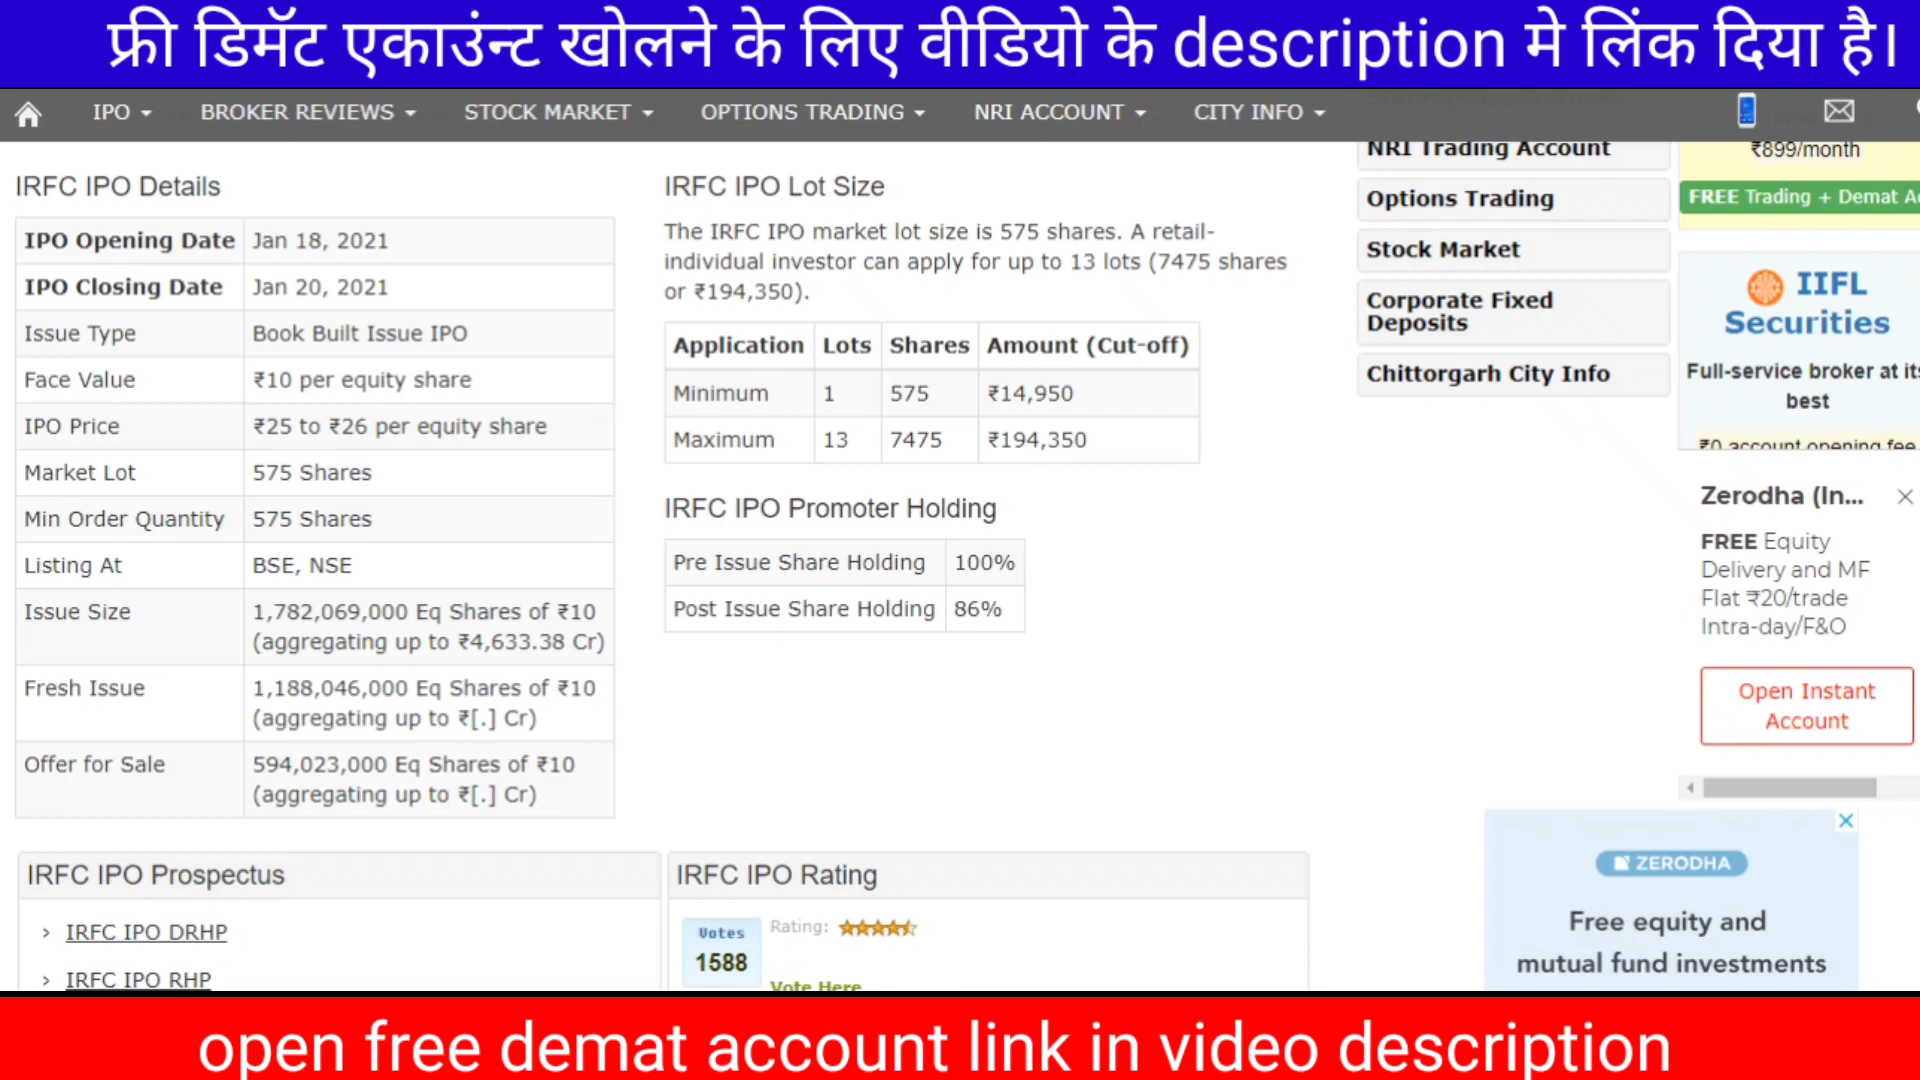 फ्री डिमॅट एकाउंन्ट खोलने के लिए वीडियो के description मे लिंक दिया है।
IPO BROKER REVIEWS STOCK MARKET OPTIONS TRADING NRI ACCOUNT CITY INFO
IRFC IPO Details
IPO Opening Date Jan 18, 2021
IPO Closing Date Jan 20, 2021
Issue Type Book Built Issue IPO
Face Value ₹10 per equity share
IPO Price ₹25 to ₹26 per equity share
Market Lot 575 Shares
Min Order Quantity 575 Shares
Listing At BSE, NSE
Issue Size 1,782,069,000 Eq Shares of ₹10
(aggregating up to ₹4,633.38 Cr)
Fresh Issue 1,188,046,000 Eq Shares of ₹10
(aggregating up to ₹[.] Cr)
Offer for Sale 594,023,000 Eq Shares of ₹10
(aggregating up to ₹[.] Cr)
IRFC IPO Lot Size
The IRFC IPO market lot size is 575 shares. A retail-
individual investor can apply for up to 13 lots (7475 shares
or ₹194,350).
Application Lots Shares Amount (Cut-off)
Minimum 1 575 ₹14,950
Maximum 13 7475 ₹194,350
IRFC IPO Promoter Holding
Pre Issue Share Holding 100%
Post Issue Share Holding 86%
NRI Trading Account
Options Trading
Stock Market
Corporate Fixed
Deposits
Chittorgarh City Info
₹899/month
FREE Trading + Demat
IIFL
Securities
Full-service broker at its
best
₹0 account opening fee
Zerodha (In...
FREE Equity
Delivery and MF
Flat ₹20/trade
Intra-day/F&O
Open Instant
Account
IRFC IPO Prospectus
IRFC IPO DRHP
IRFC IPO RHP
IRFC IPO Rating
Votes
1588
Rating:
Vote Here
ZERODHA
Free equity and
mutual fund investments
open free demat account link in video description